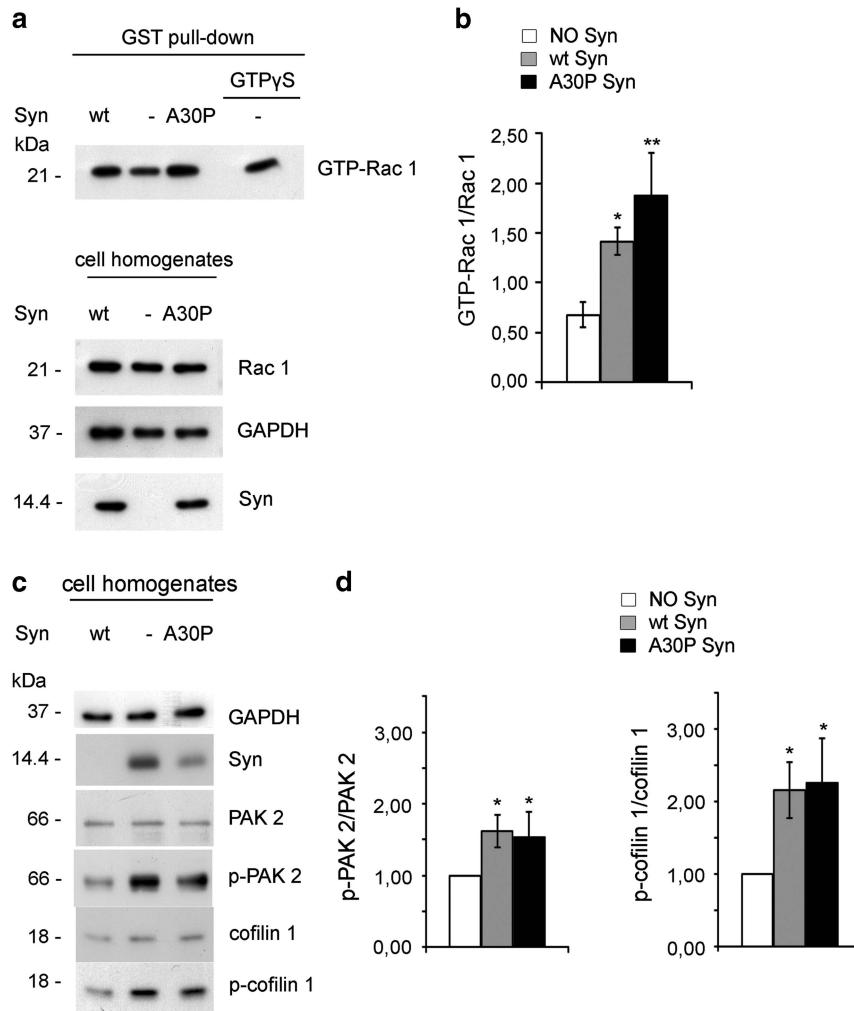 a
GST pull-down
GTPγS
Syn wt - A30P -
kDa
21 - GTP-Rac 1
cell homogenates
Syn wt - A30P
21 - Rac 1
37 - GAPDH
14.4 - Syn
b
NO Syn
wt Syn
A30P Syn
GTP-Rac 1/Rac 1
2,50
2,00
1,50
1,00
0,50
0,00
*
**
c
cell homogenates
Syn wt - A30P
kDa
37 - GAPDH
14.4 - Syn
66 - PAK 2
66 - p-PAK 2
18 - cofilin 1
18 - p-cofilin 1
d
NO Syn
wt Syn
A30P Syn
p-PAK 2/PAK 2
3,00
2,00
1,00
0,00
* *
p-cofilin 1/cofilin 1
3,00
2,00
1,00
0,00
* *